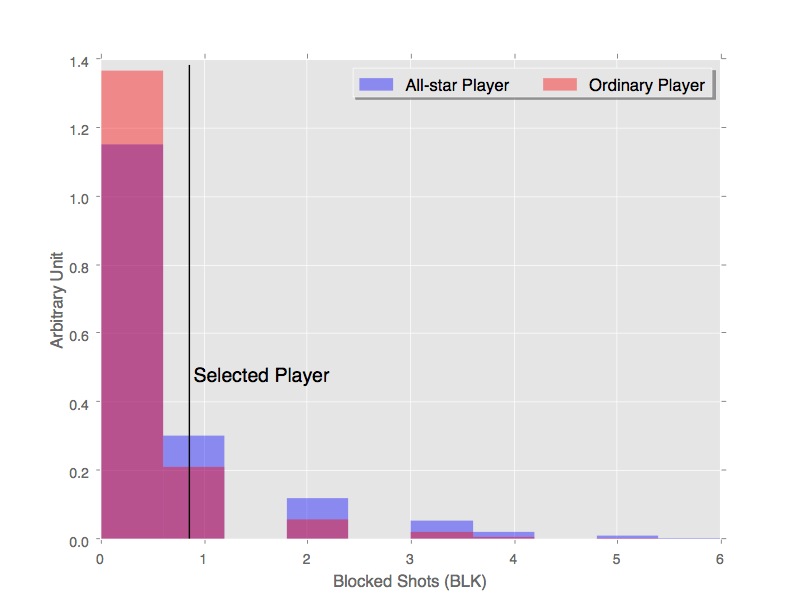 1.4
All-star Player Ordinary Player
1.2
1.0
0.8
0.6
0.4
0.2
0.0
Arbitrary Unit
Selected Player
0 1 2 3 4 5 6
Blocked Shots (BLK)